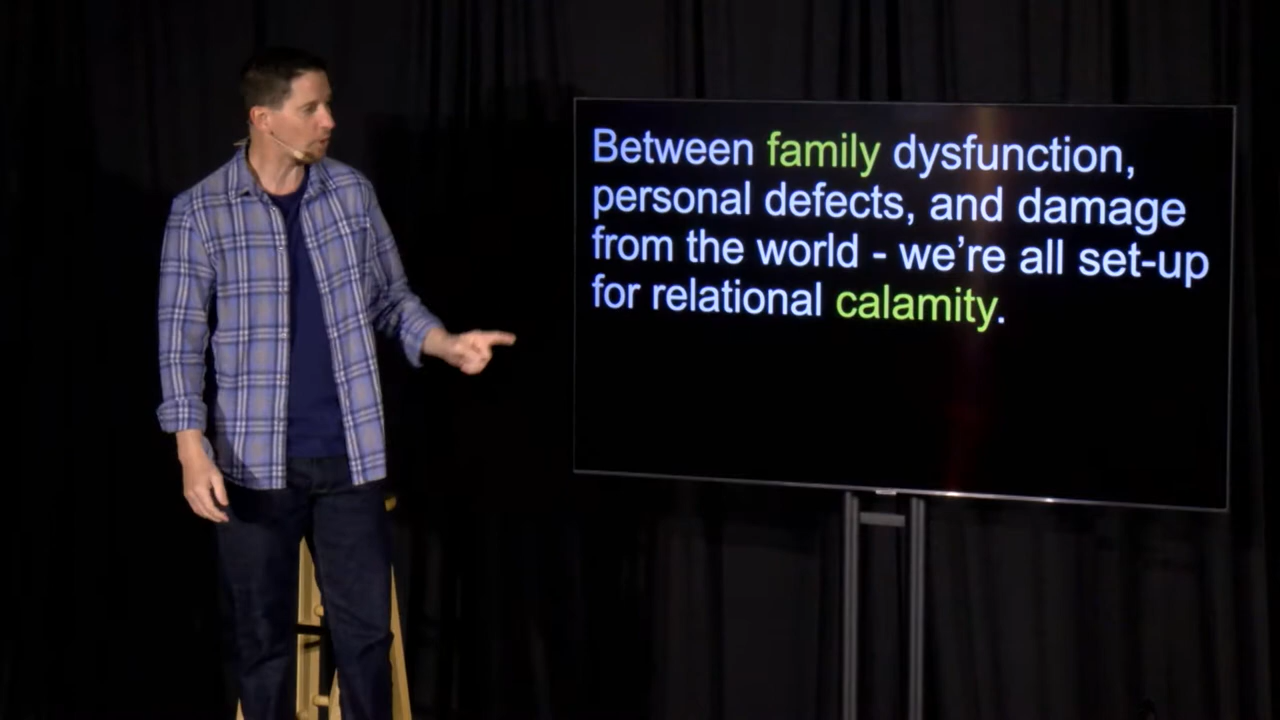 Between family dysfunction,
personal defects, and damage
from the world - we’re all set-up
for relational calamity.